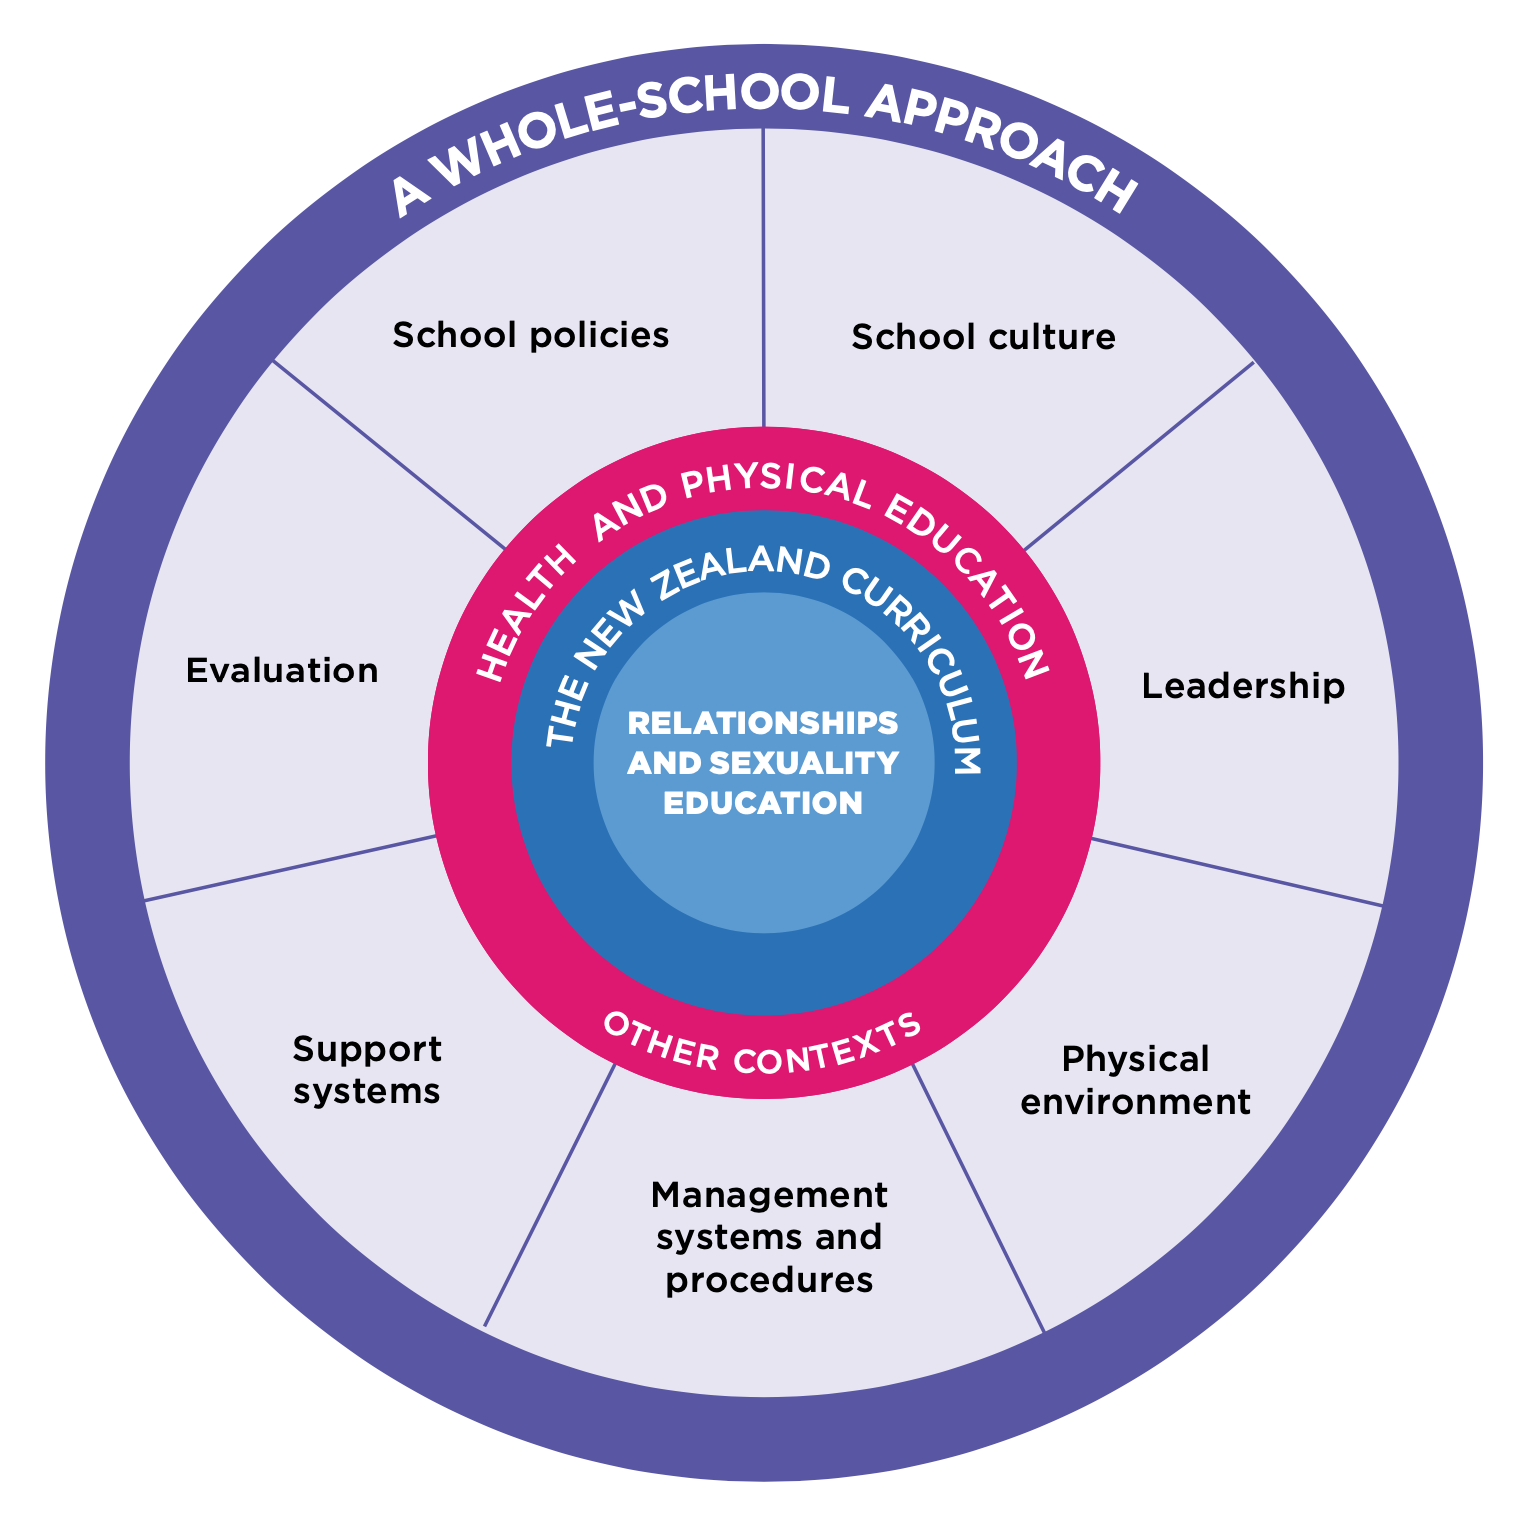 A WHOLE-SCHOOL APPROACH
School policies
School culture
HEALTH AND PHYSICAL EDUCATION
THE NEW ZEALAND CURRICULUM
Evaluation
RELATIONSHIPS
AND SEXUALITY
EDUCATION
Leadership
OTHER CONTEXTS
Support
systems
Physical
environment
Management
systems and
procedures